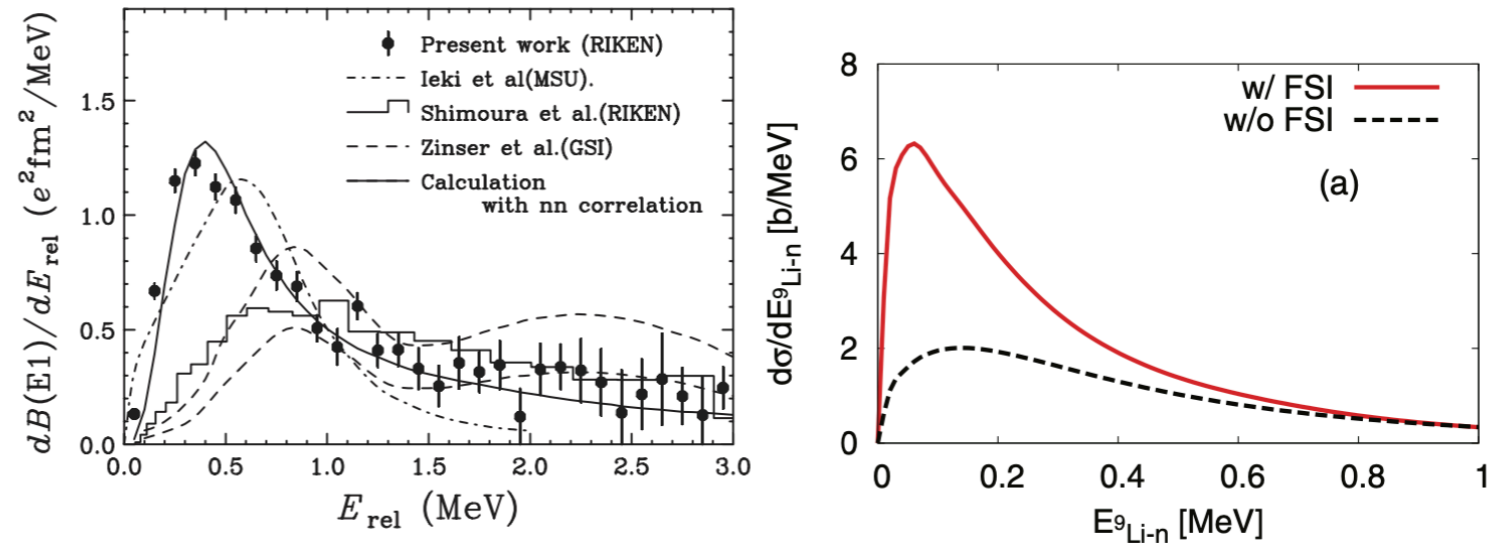 dB(E1)/dE_rel (e²fm²/MeV)
1.5
1.0
0.5
0.0
Present work (RIKEN)
Ieki et al(MSU).
Shimoura et al.(RIKEN)
Zinser et al.(GSI)
Calculation
with nn correlation
0.0 0.5 1.0 1.5 2.0 2.5 3.0
E_rel (MeV)
dσ/dE⁹Li-n [b/MeV]
8
6
4
2
0
w/ FSI
w/o FSI
(a)
0 0.2 0.4 0.6 0.8 1
E⁹Li-n [MeV]